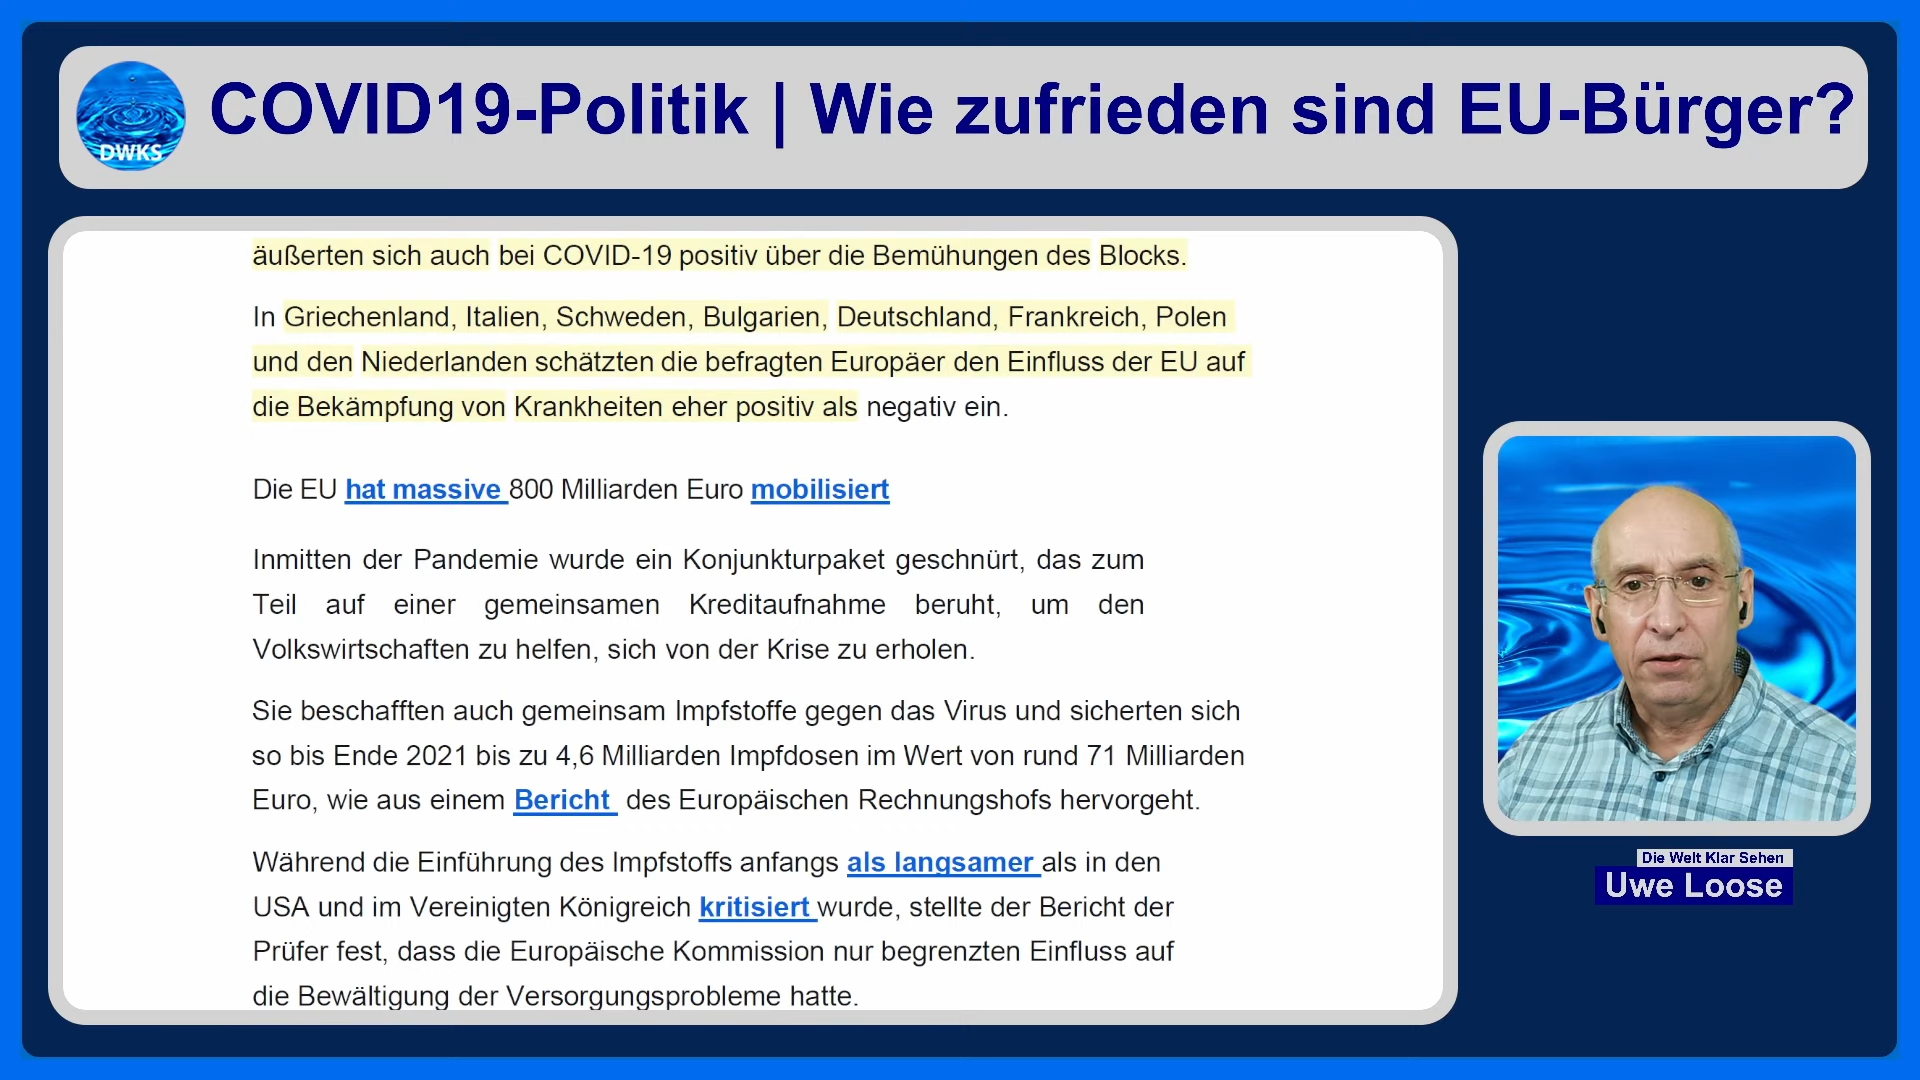 COVID19-Politik | Wie zufrieden sind EU-Bürger?
DWKS
äußerten sich auch bei COVID-19 positiv über die Bemühungen des Blocks.
In Griechenland, Italien, Schweden, Bulgarien, Deutschland, Frankreich, Polen
und den Niederlanden schätzten die befragten Europäer den Einfluss der EU auf
die Bekämpfung von Krankheiten eher positiv als negativ ein.
Die EU hat massive 800 Milliarden Euro mobilisiert
Inmitten der Pandemie wurde ein Konjunkturpaket geschnürt, das zum
Teil auf einer gemeinsamen Kreditaufnahme beruht, um den
Volkswirtschaften zu helfen, sich von der Krise zu erholen.
Sie beschafften auch gemeinsam Impfstoffe gegen das Virus und sicherten sich
so bis Ende 2021 bis zu 4,6 Milliarden Impfdosen im Wert von rund 71 Milliarden
Euro, wie aus einem Bericht des Europäischen Rechnungshofs hervorgeht.
Während die Einführung des Impfstoffs anfangs als langsamer als in den
USA und im Vereinigten Königreich kritisiert wurde, stellte der Bericht der
Prüfer fest, dass die Europäische Kommission nur begrenzten Einfluss auf
die Bewältigung der Versorgungsprobleme hatte.
Die Welt Klar Sehen
Uwe Loose